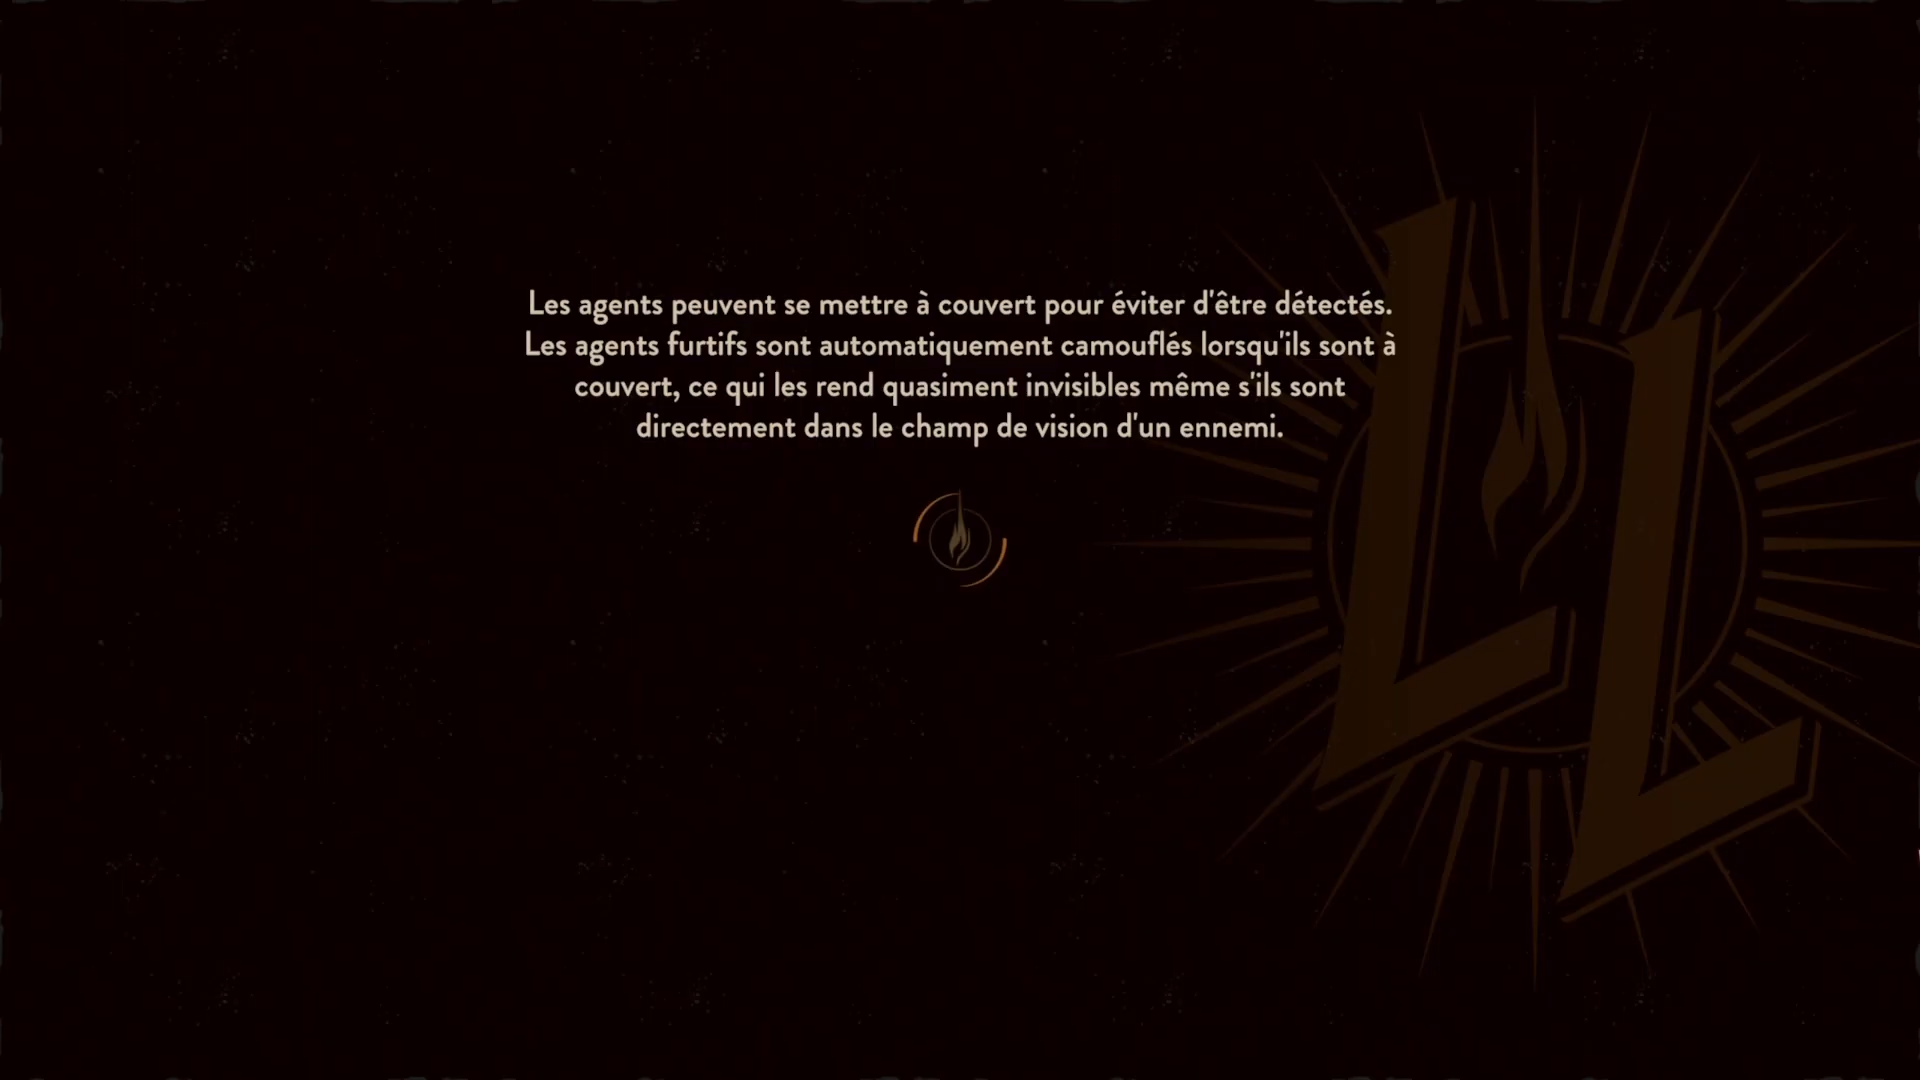 Les agents peuvent se mettre à couvert pour éviter d'être détectés.
Les agents furtifs sont automatiquement camouflés lorsqu'ils sont à
couvert, ce qui les rend quasiment invisibles même s'ils sont
directement dans le champ de vision d'un ennemi.
LL